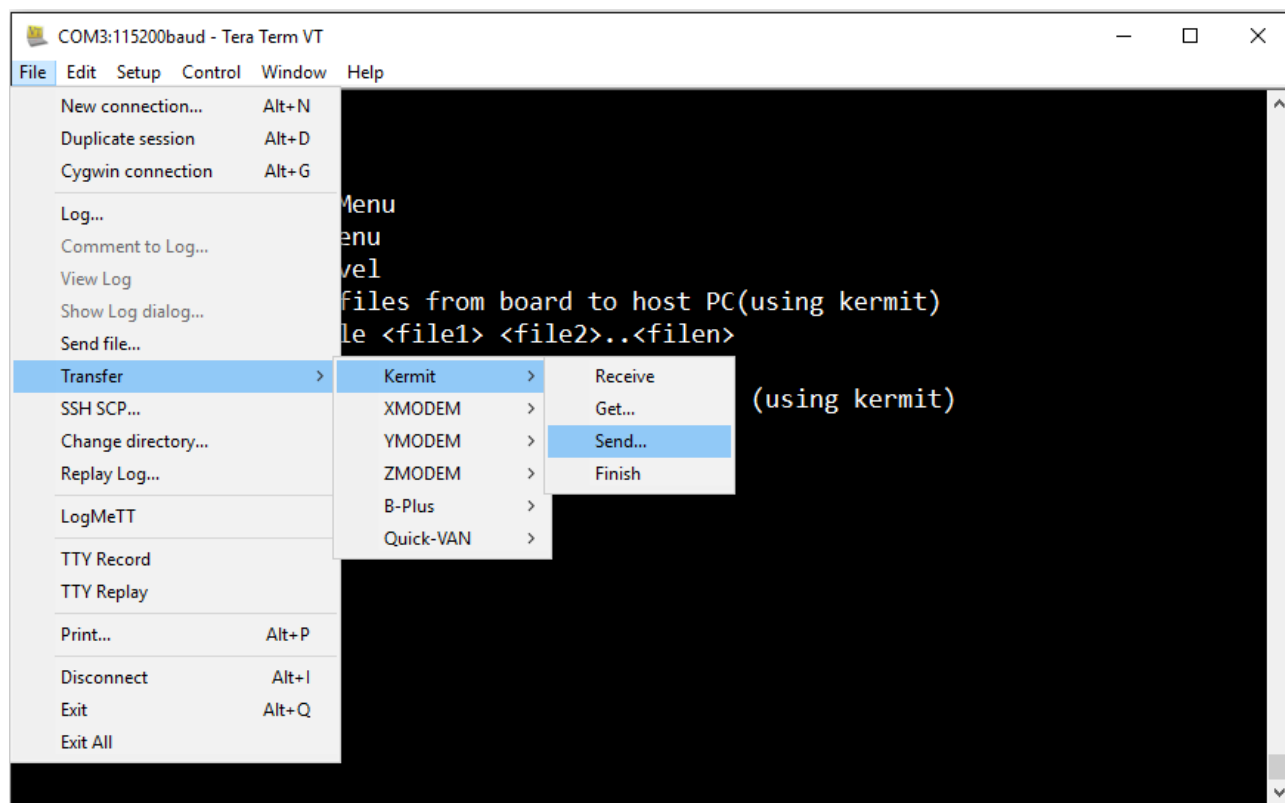 COM3:115200baud - Tera Term VT
File Edit Setup Control Window Help
New connection... Alt+N
Duplicate session Alt+D
Cygwin connection Alt+G
Log...
Comment to Log...
View Log
Show Log dialog...
Send file...
Transfer >
SSH SCP...
Change directory...
Replay Log...
LogMeTT
TTY Record
TTY Replay
Print... Alt+P
Disconnect Alt+I
Exit Alt+Q
Exit All
Kermit >
XMODEM >
YMODEM >
ZMODEM >
B-Plus >
Quick-VAN >
Receive
Get...
Send...
Finish
Menu
enu
vel
files from board to host PC(using kermit)
le <file1> <file2>..<filen>
(using kermit)